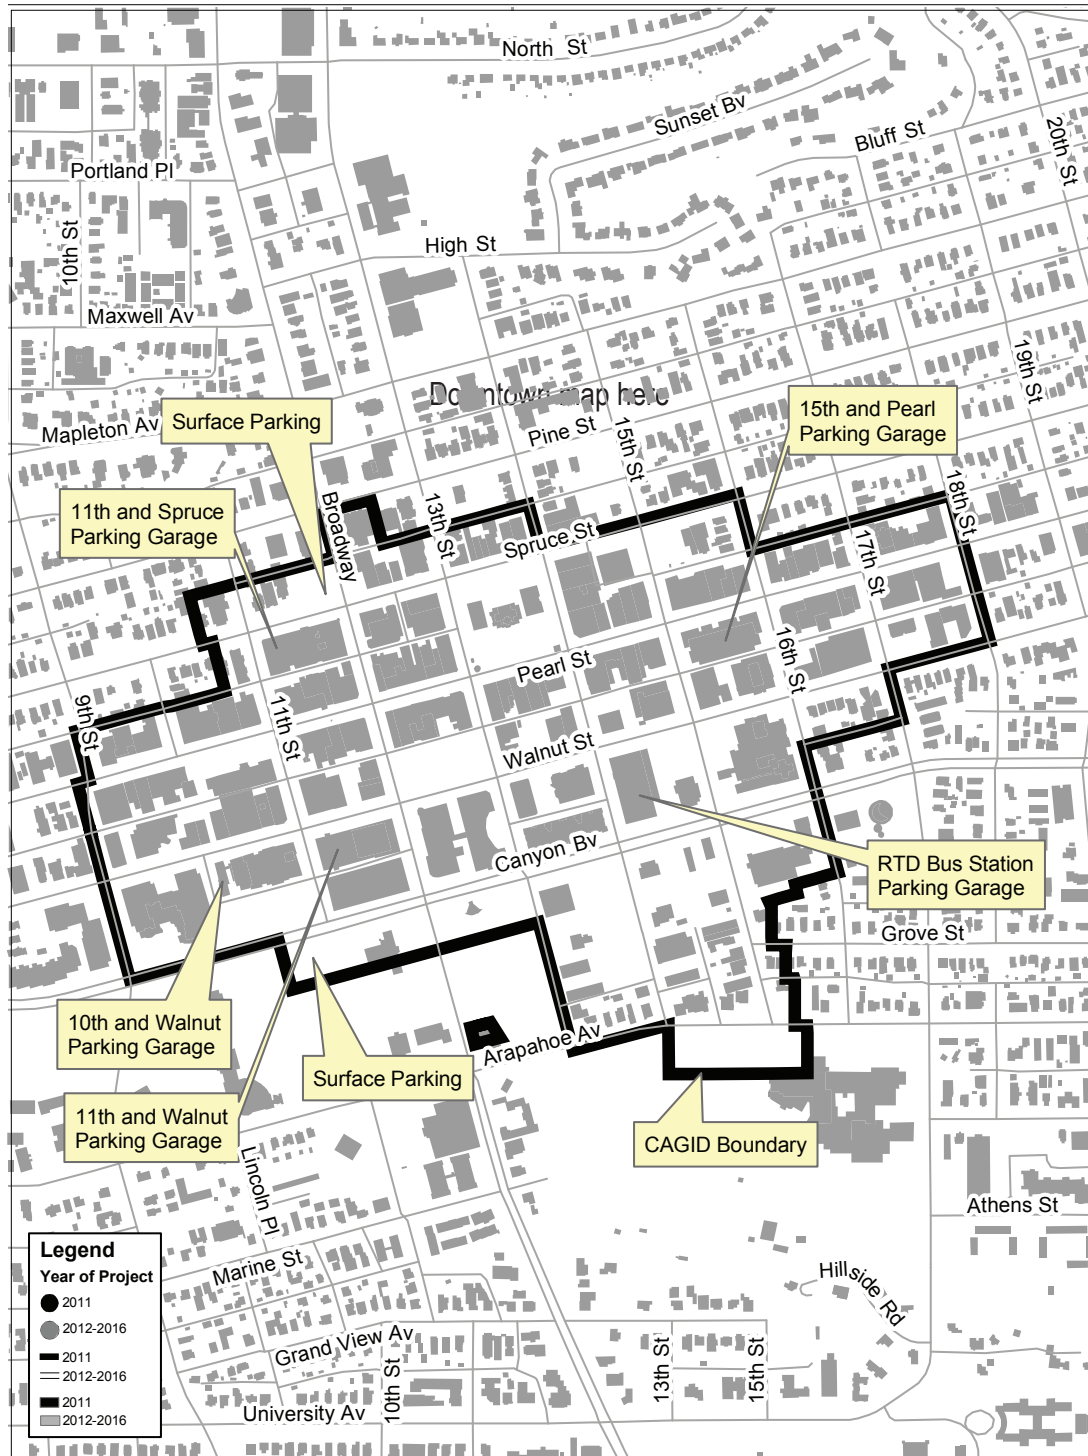 North St
Sunset Bv
Bluff St
20th St
Portland Pl
10th St
High St
Maxwell Av
19th St
Downtown map here
Mapleton Av
Surface Parking
Pine St
15th St
15th and Pearl
Parking Garage
11th and Spruce
Parking Garage
Broadway
13th St
Spruce St
18th St
17th St
Pearl St
16th St
9th St
11th St
Walnut St
Canyon Bv
RTD Bus Station
Parking Garage
Grove St
10th and Walnut
Parking Garage
Surface Parking
Arapahoe Av
11th and Walnut
Parking Garage
CAGID Boundary
Lincoln Pl
Athens St
Marine St
Hillside Rd
Legend
Year of Project
2011
2012-2016
2011
2012-2016
2011
2012-2016
Grand View Av
10th St
13th St
15th St
University Av